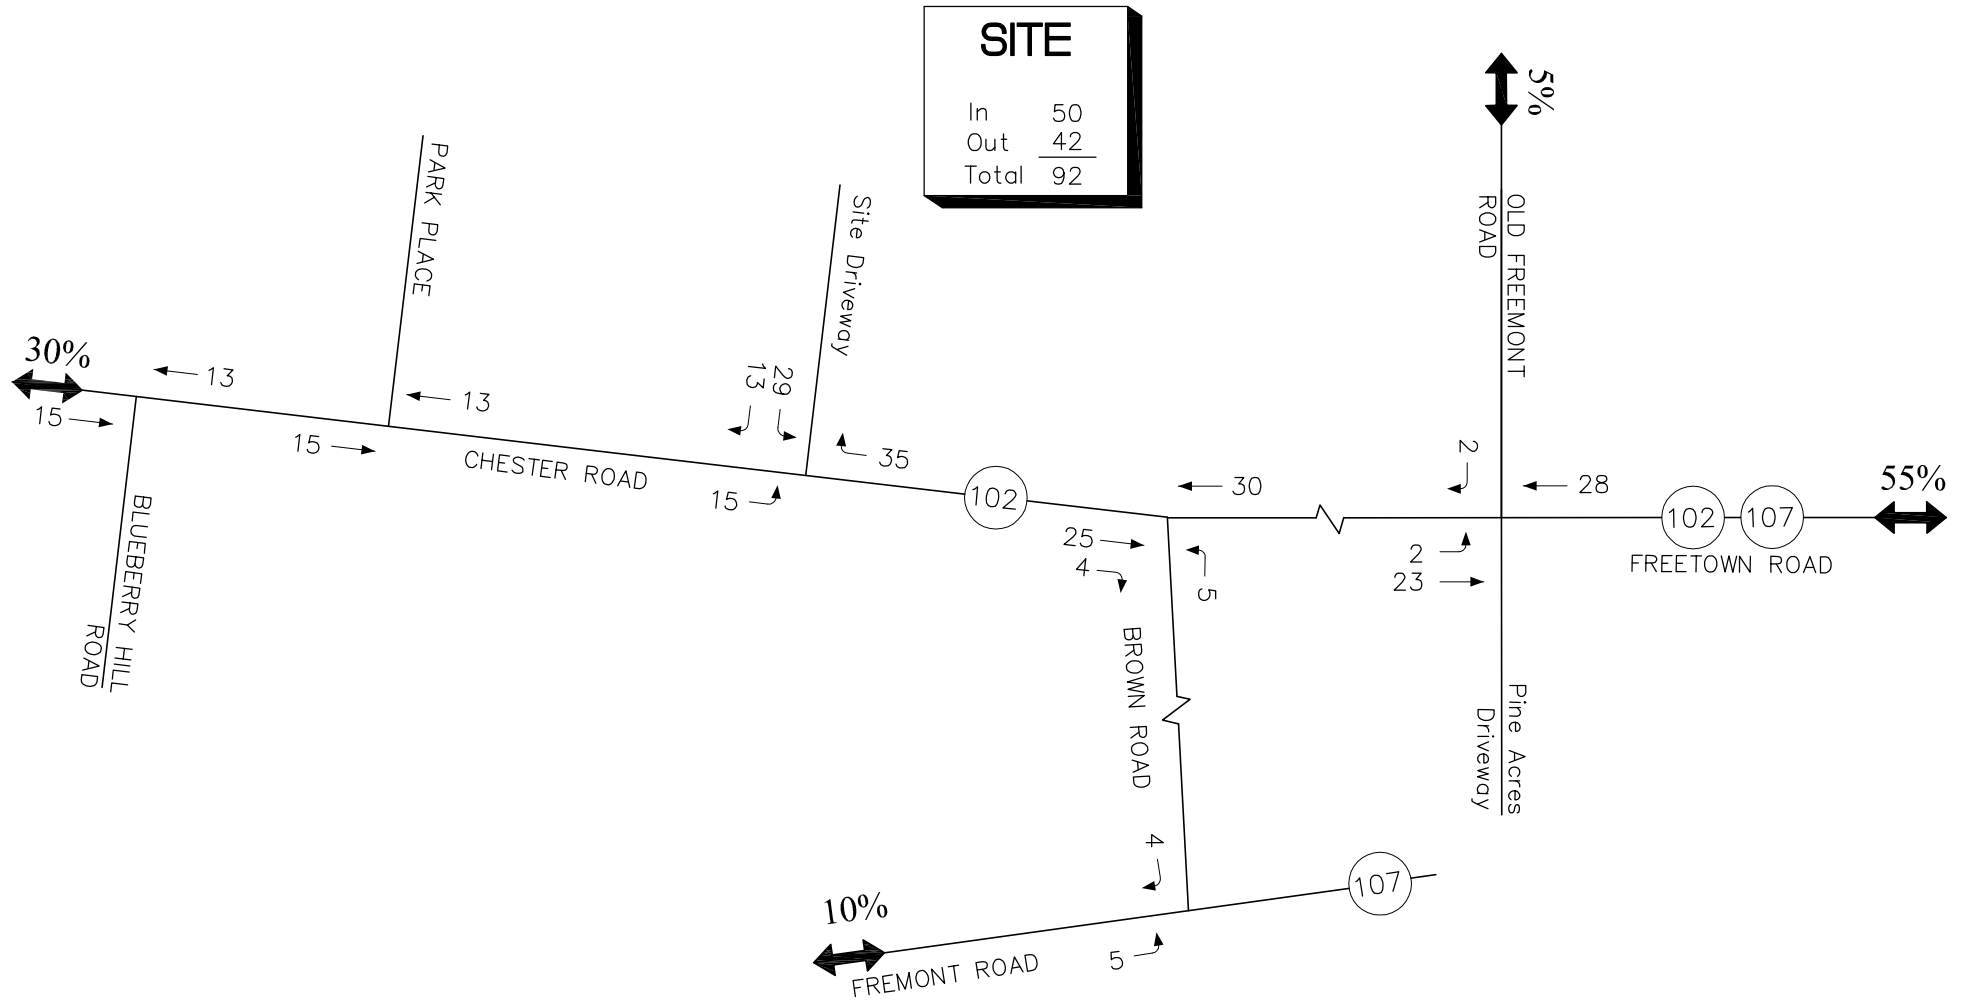 SITE
In 50
Out 42
Total 92
5%
OLD FREEMONT
ROAD
PARK PLACE
Site Driveway
30%
13
15
13
15
CHESTER ROAD
13
29
35
15
102
30
2
28
102
107
55%
FREETOWN ROAD
25
4
5
2
23
BLUEBERRY HILL
ROAD
BROWN ROAD
Pine Acres
Driveway
4
107
10%
5
FREMONT ROAD